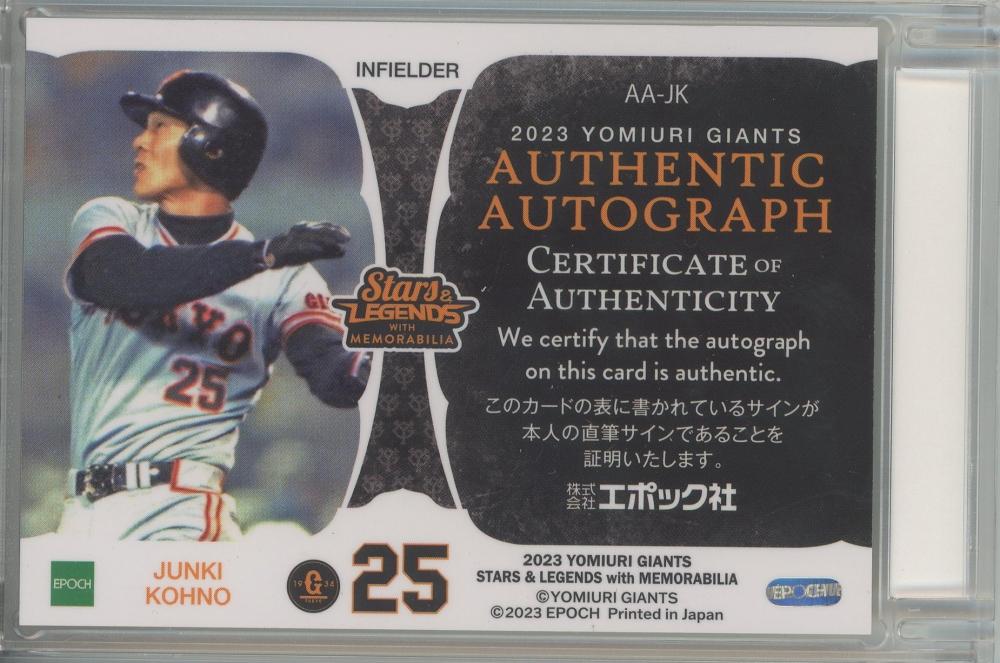 INFIELDER
AA-JK
2023 YOMIURI GIANTS
AUTHENTIC
AUTOGRAPH
CERTIFICATE OF
AUTHENTICITY
We certify that the autograph
on this card is authentic.
このカードの表に書かれているサインが
本人の直筆サインであることを
証明いたします。
株式会社エポック社
Stars &
LEGENDS
WITH
MEMORABILIA
TOKYO
25
EPOCH
JUNKI
KOHNO
19 G 34
TOKYO
25
2023 YOMIURI GIANTS
STARS & LEGENDS with MEMORABILIA
©YOMIURI GIANTS
©2023 EPOCH Printed in Japan
EPOCH